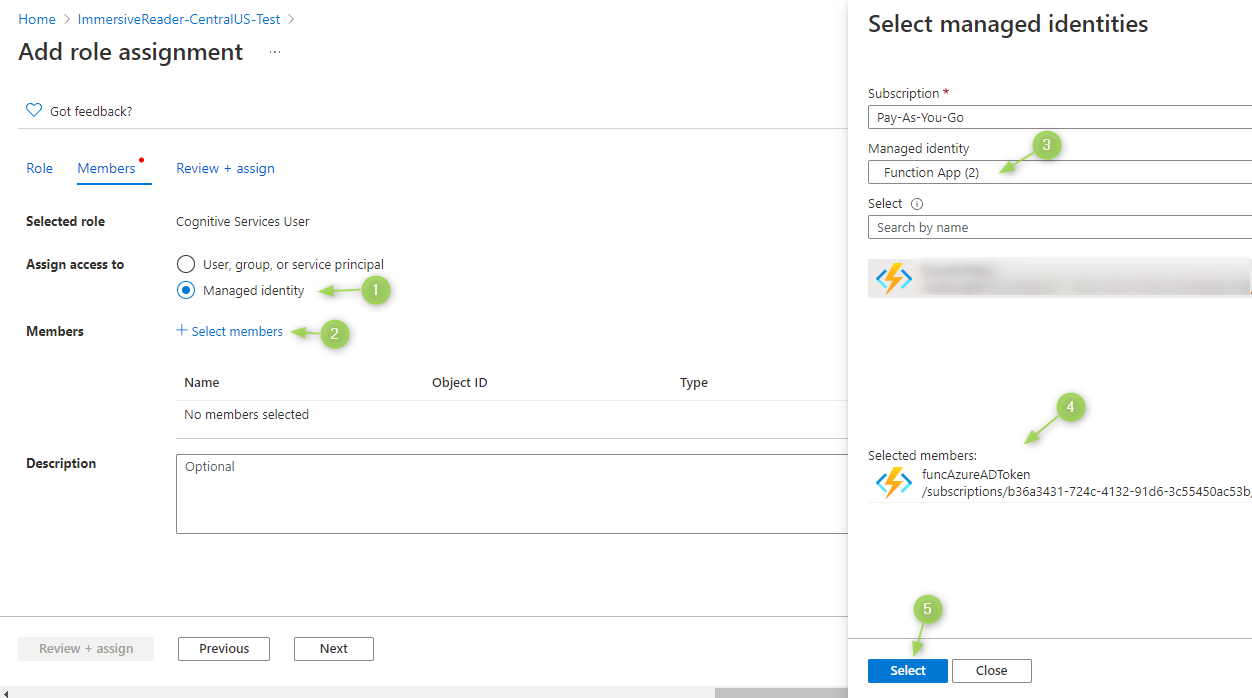 Home > ImmersiveReader-CentralUS-Test >
Add role assignment ...
Got feedback?
Role Members Review + assign
Selected role Cognitive Services User
Assign access to User, group, or service principal
Managed identity 1
Members + Select members 2
Name Object ID Type
No members selected
Description Optional
Review + assign Previous Next
Select managed identities
Subscription *
Pay-As-You-Go
Managed identity 3
Function App (2)
Select
Search by name
4
Selected members:
funcAzureADToken
/subscriptions/b36a3431-724c-4132-91d6-3c55450ac53b,
5
Select Close